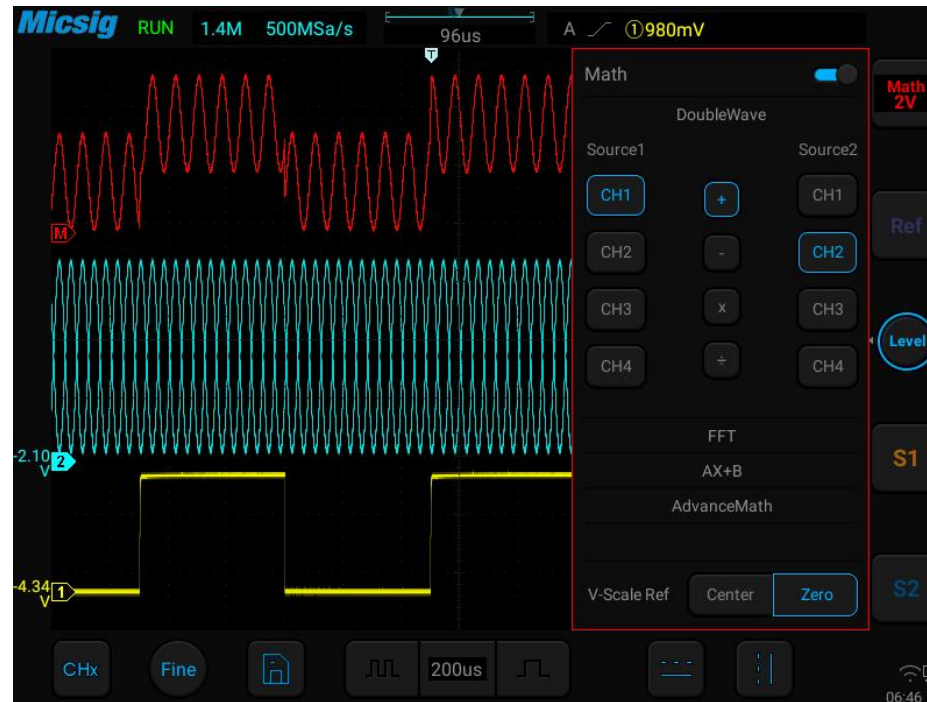 Micsig RUN 1.4M 500MSa/s 96us A ①980mV
T
Math
Math
2V
DoubleWave
Source1 Source2
CH1 + CH1
Ref
M
CH2 - CH2
CH3 x CH3
Level
CH4 ÷ CH4
FFT
-2.10
V 2
S1
AX+B
AdvanceMath
-4.34
V 1
V-Scale Ref Center Zero
S2
CHx Fine 200us
06:46